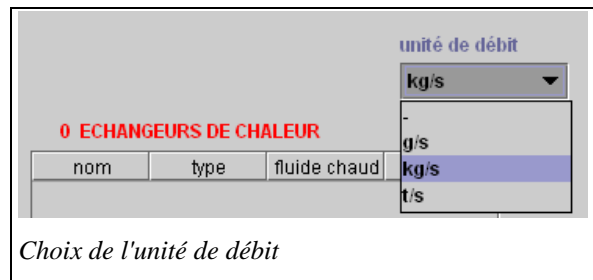 unité de débit
kg/s
-
0 ECHANGEURS DE CHALEUR
g/s
nom type fluide chaud kg/s
t/s
Choix de l'unité de débit